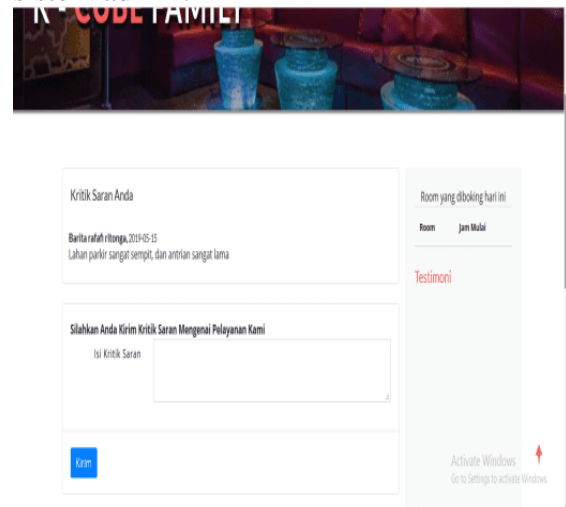 K - CUBE FAMILY
Kritik Saran Anda
Barita rafafi ritonga, 2019-05-15
Lahan parkir sangat sempit, dan antrian sangat lama
Silahkan Anda Kirim Kritik Saran Mengenai Pelayanan Kami
Isi Kritik Saran
Kirim
Room yang diboking hari ini
Room Jam Mulai
Testimoni
Activate Windows
Go to Settings to activate Windows.